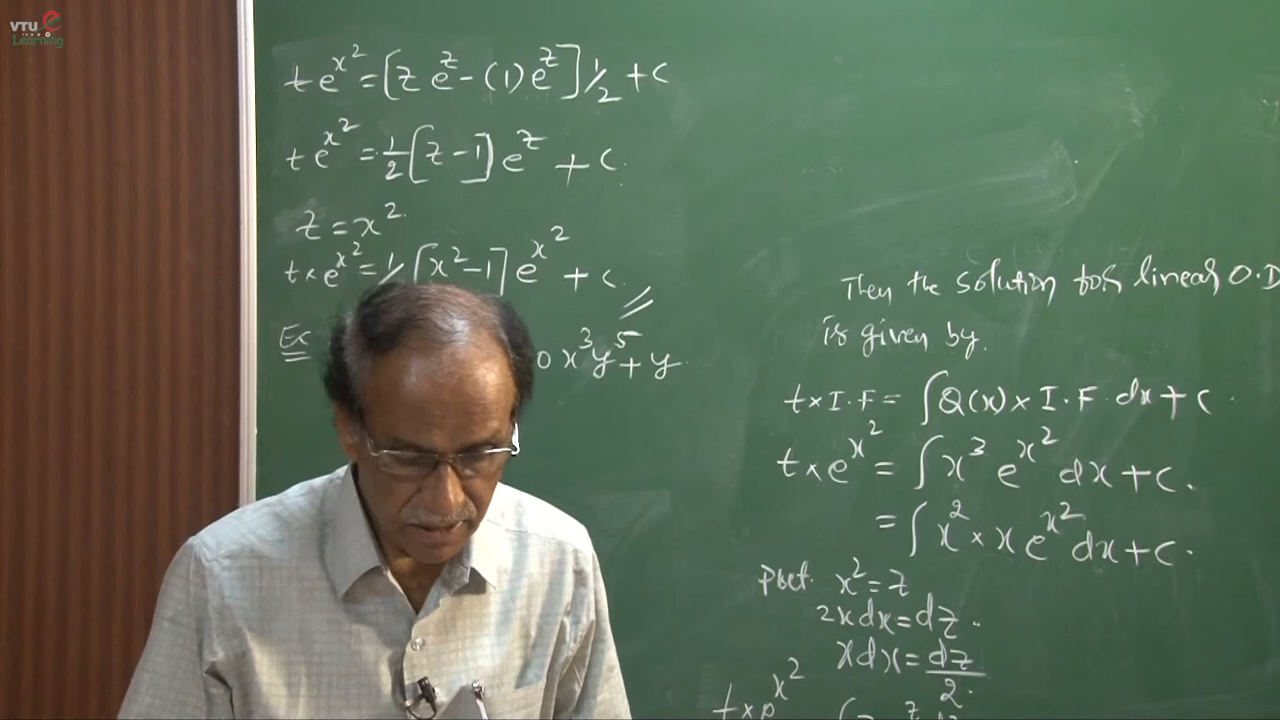 VTU e
Learning
t e^{x^2} = [z e^z - (1) e^z] 1/2 + c
t e^{x^2} = 1/2 [z - 1] e^z + c.
z = x^2.
t × e^{x^2} = 1/ [x^2 - 1] e^{x^2} + c.
Ex
0 x^3 y^5 + y
Then the solution for linear O.D
is given by.
t × I.F = ∫ Q(x) × I.F dx + c.
t × e^{x^2} = ∫ x^3 e^{x^2} dx + c.
= ∫ x^2 × x e^{x^2} dx + c.
put. x^2 = z
2x dx = dz.
x dx = dz/2.